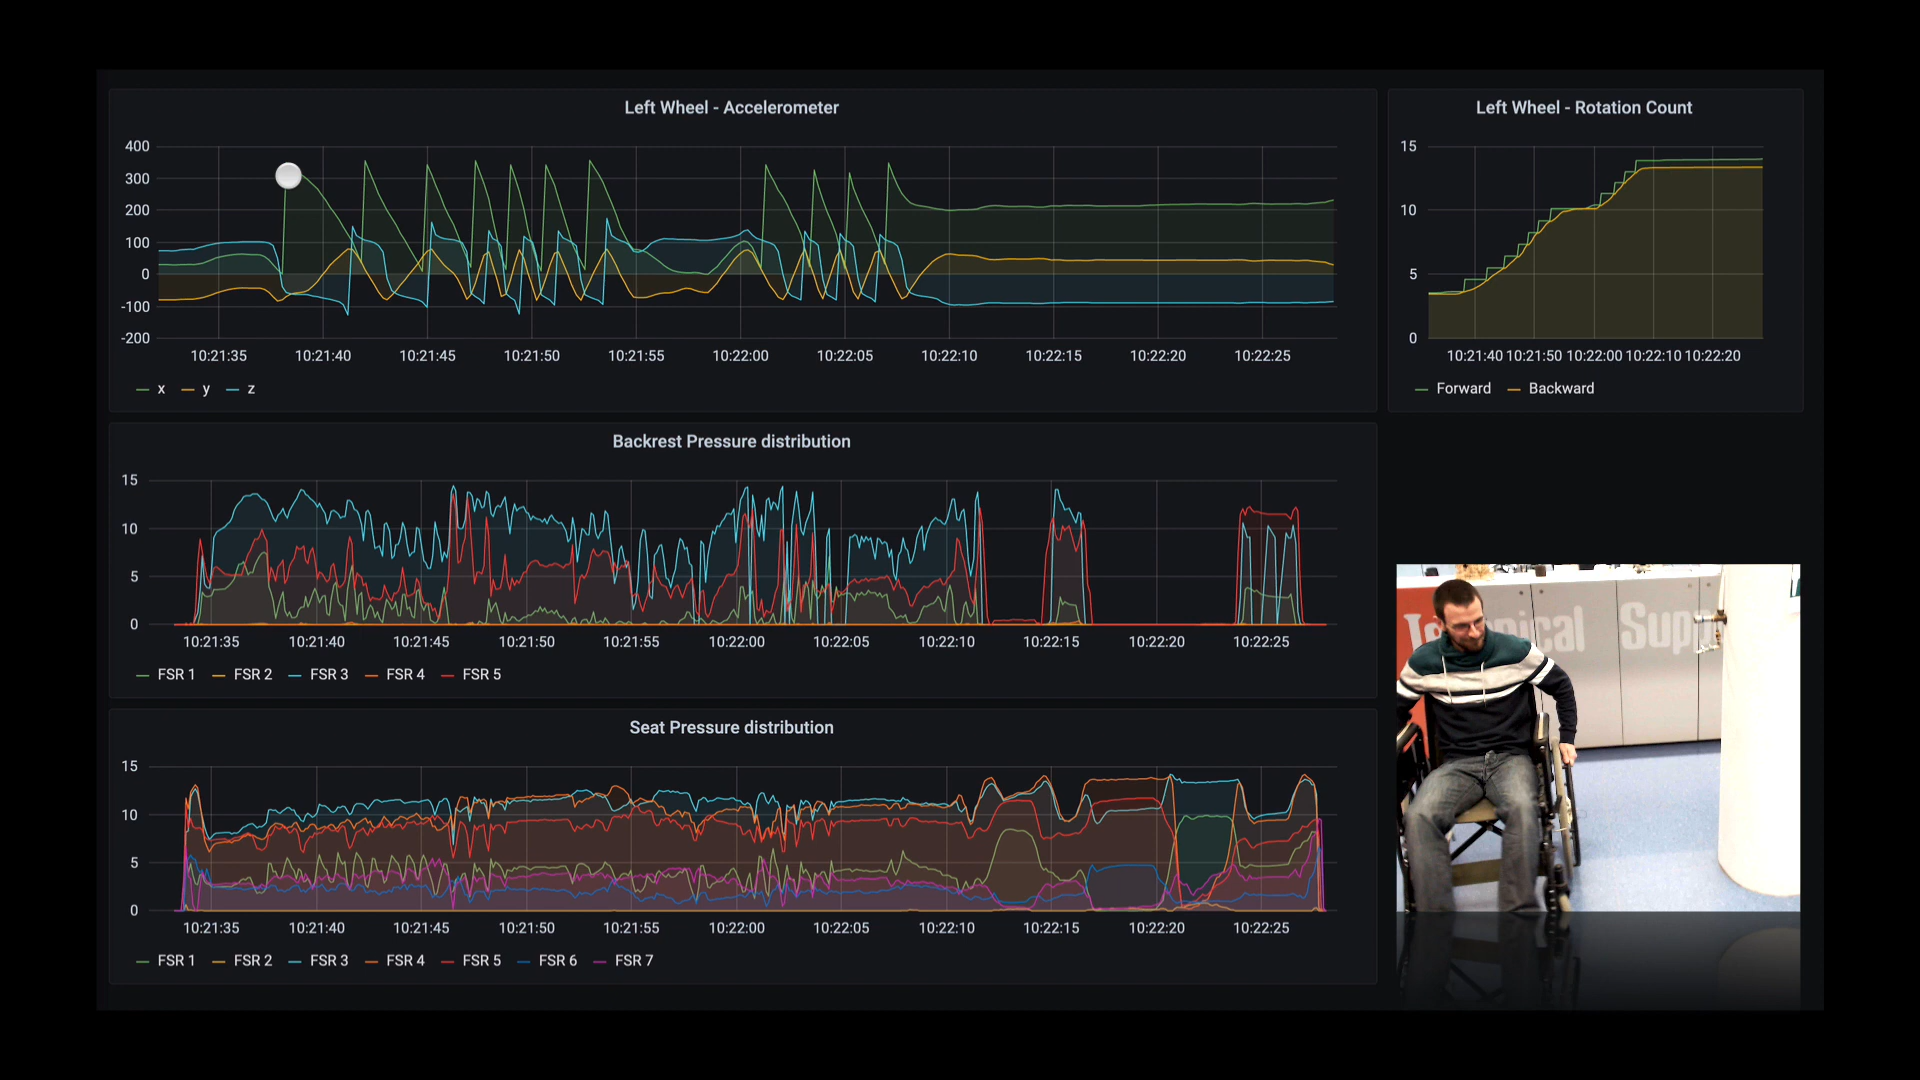 Left Wheel - Accelerometer
400
300
200
100
0
-100
-200
10:21:35 10:21:40 10:21:45 10:21:50 10:21:55 10:22:00 10:22:05 10:22:10 10:22:15 10:22:20 10:22:25
x y z
Left Wheel - Rotation Count
15
10
5
0
10:21:40 10:21:50 10:22:00 10:22:10 10:22:20
Forward Backward
Backrest Pressure distribution
15
10
5
0
10:21:35 10:21:40 10:21:45 10:21:50 10:21:55 10:22:00 10:22:05 10:22:10 10:22:15 10:22:20 10:22:25
FSR 1 FSR 2 FSR 3 FSR 4 FSR 5
Seat Pressure distribution
15
10
5
0
10:21:35 10:21:40 10:21:45 10:21:50 10:21:55 10:22:00 10:22:05 10:22:10 10:22:15 10:22:20 10:22:25
FSR 1 FSR 2 FSR 3 FSR 4 FSR 5 FSR 6 FSR 7